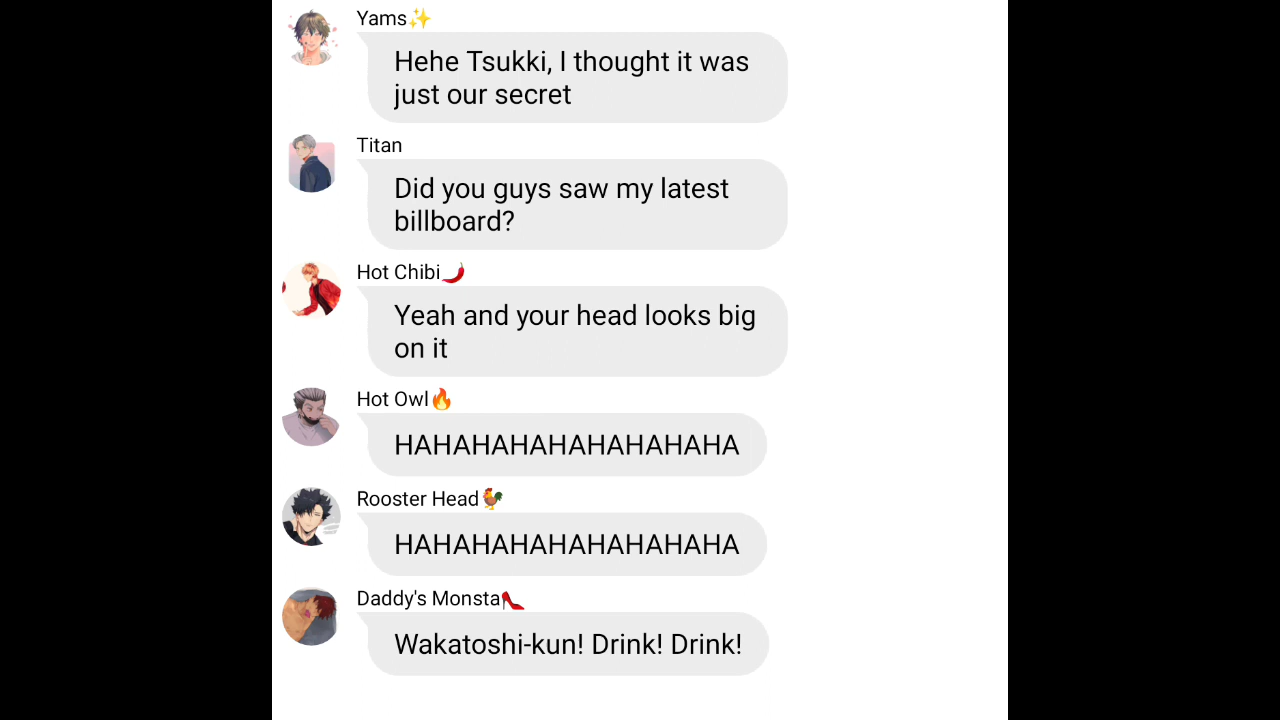 Yams✨
Hehe Tsukki, I thought it was
just our secret
Titan
Did you guys saw my latest
billboard?
Hot Chibi🌶️
Yeah and your head looks big
on it
Hot Owl🔥
HAHAHAHAHAHAHAHAHA
Rooster Head🐓
HAHAHAHAHAHAHAHAHA
Daddy's Monsta👠
Wakatoshi-kun! Drink! Drink!